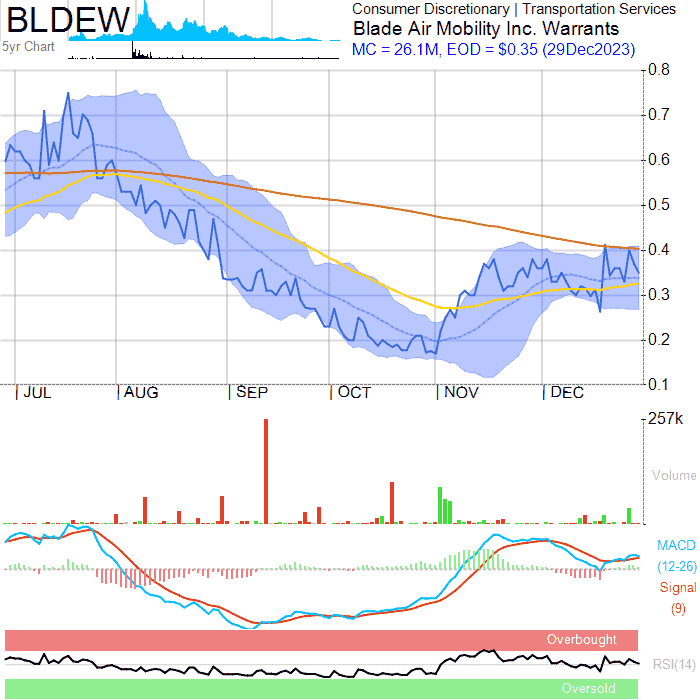 BLDEW
5yr Chart
Consumer Discretionary | Transportation Services
Blade Air Mobility Inc. Warrants
MC = 26.1M, EOD = $0.35 (29Dec2023)
0.8
0.7
0.6
0.5
0.4
0.3
0.2
0.1
JUL AUG SEP OCT NOV DEC
257k
Volume
MACD
(12-26)
Signal
(9)
Overbought
RSI(14)
Oversold